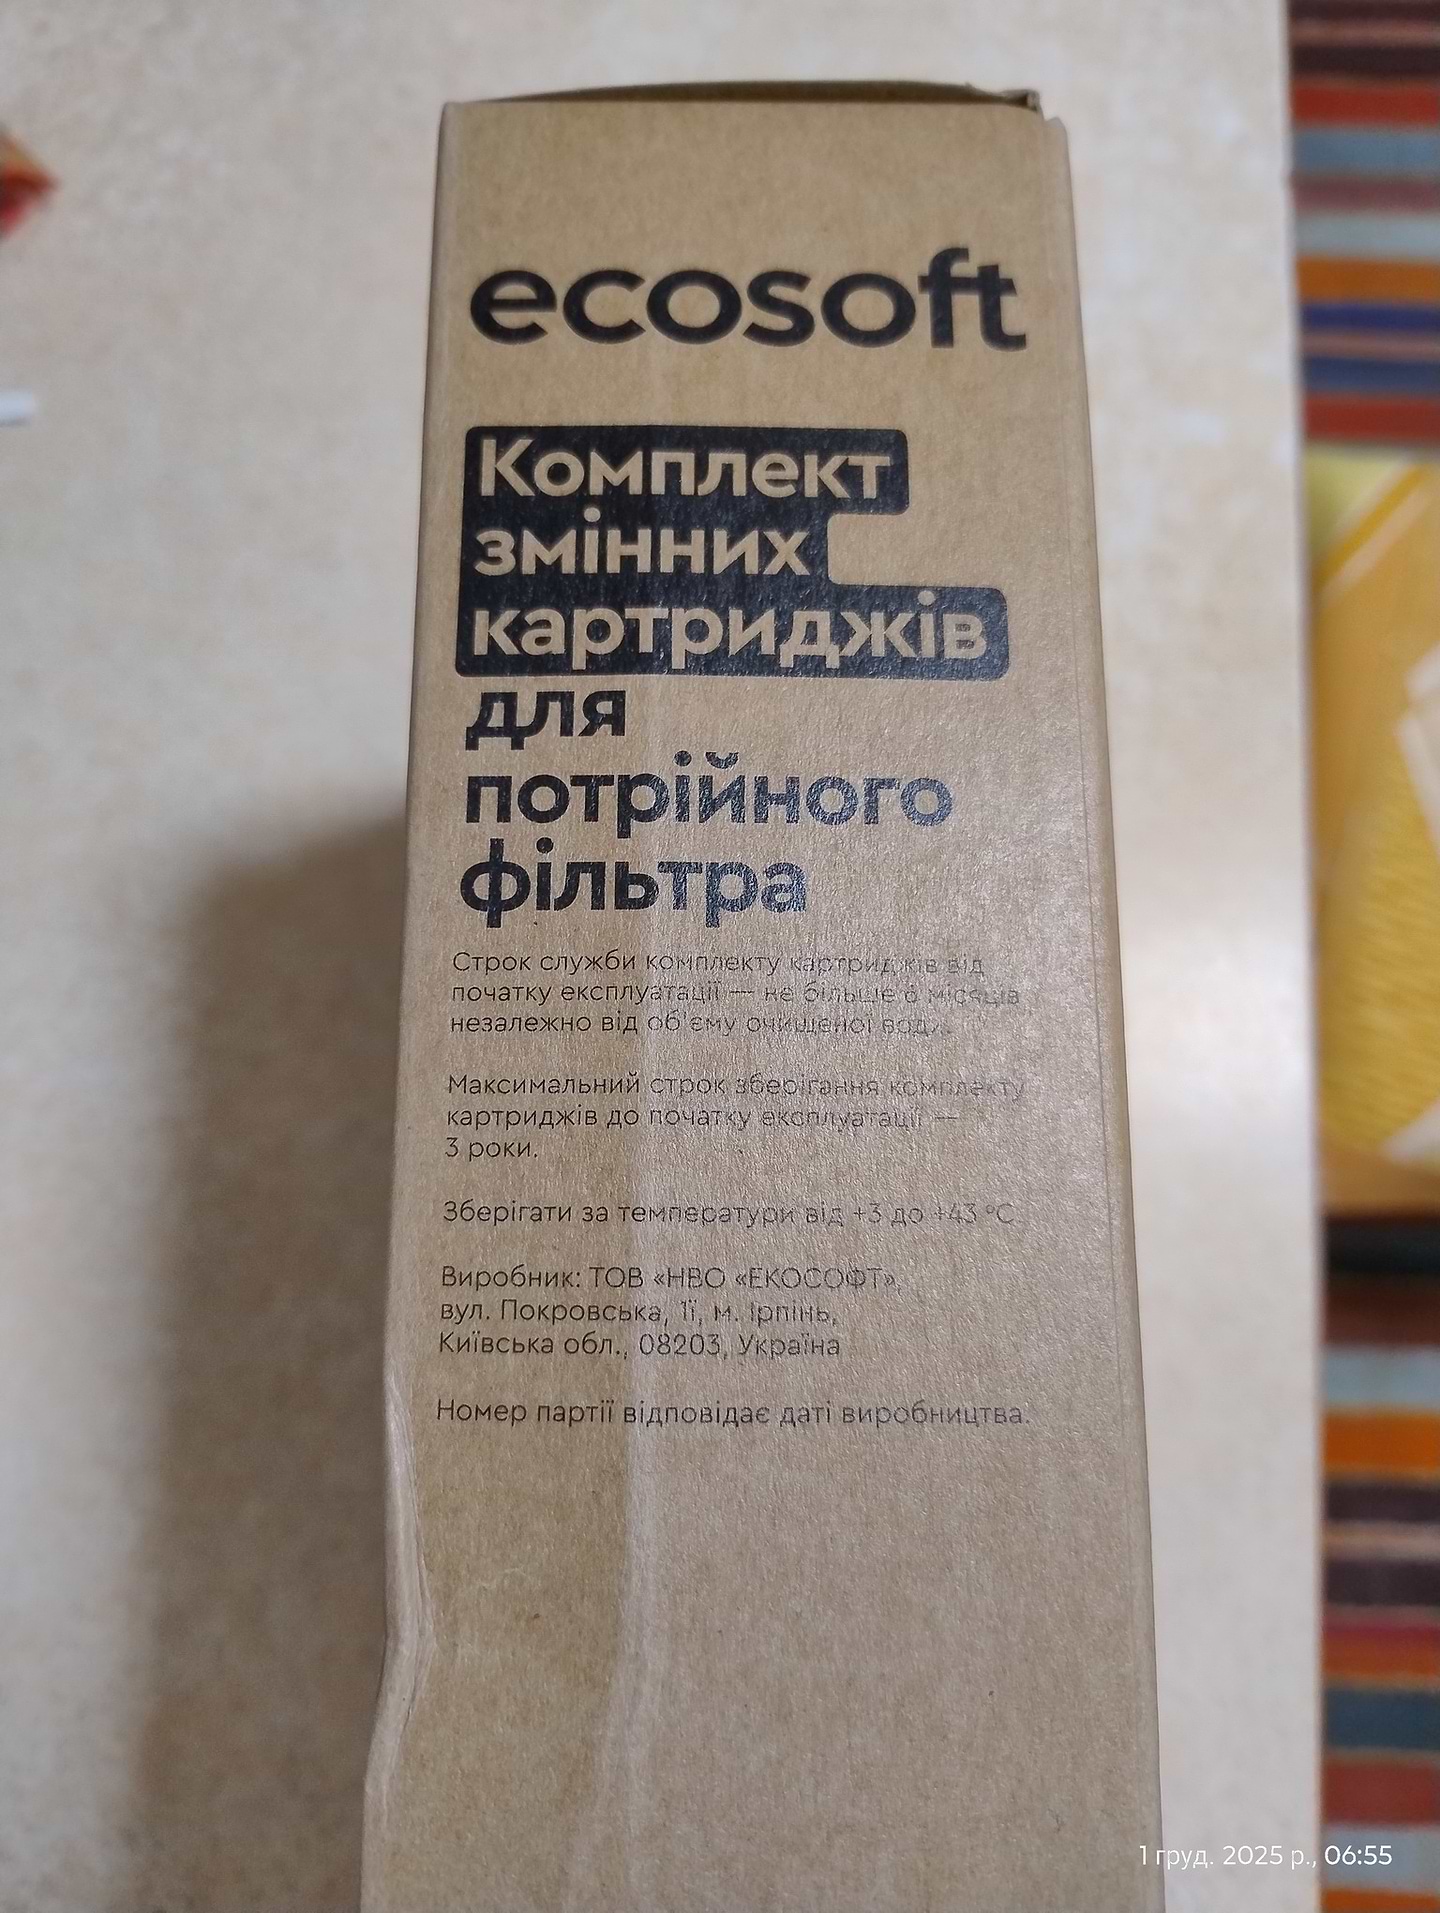 ecosoft
Комплект
змінних
картриджів
для
потрійного
фільтра
Строк служби комплекту картриджів від
початку експлуатації — не більше 6 місяців
незалежно від об'єму очищеної води.
Максимальний строк зберігання комплекту
картриджів до початку експлуатації —
3 роки.
Зберігати за температури від +3 до +43 °C
Виробник: ТОВ «НВО «ЕКОСОФТ»,
вул. Покровська, 1ї, м. Ірпінь,
Київська обл., 08203, Україна
Номер партії відповідає даті виробництва.
1 груд. 2025 р., 06:55